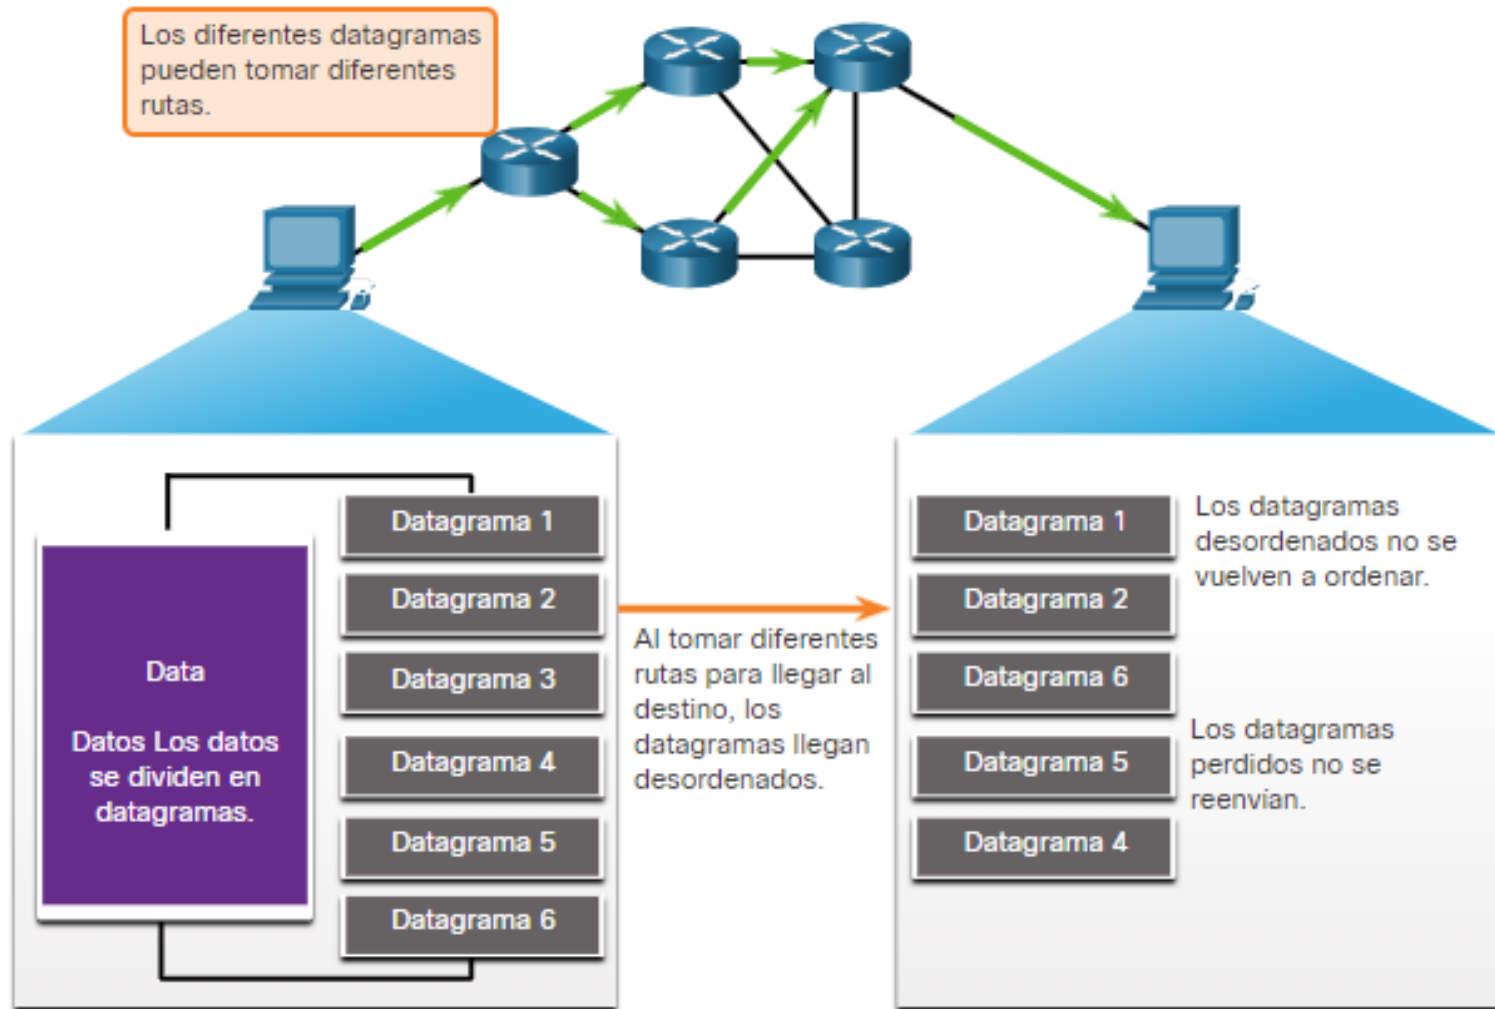 Los diferentes datagramas
pueden tomar diferentes
rutas.
Data
Datos Los datos
se dividen en
datagramas.
Datagrama 1
Datagrama 2
Datagrama 3
Datagrama 4
Datagrama 5
Datagrama 6
Al tomar diferentes
rutas para llegar al
destino, los
datagramas llegan
desordenados.
Datagrama 1
Datagrama 2
Datagrama 6
Datagrama 5
Datagrama 4
Los datagramas
desordenados no se
vuelven a ordenar.
Los datagramas
perdidos no se
reenvían.